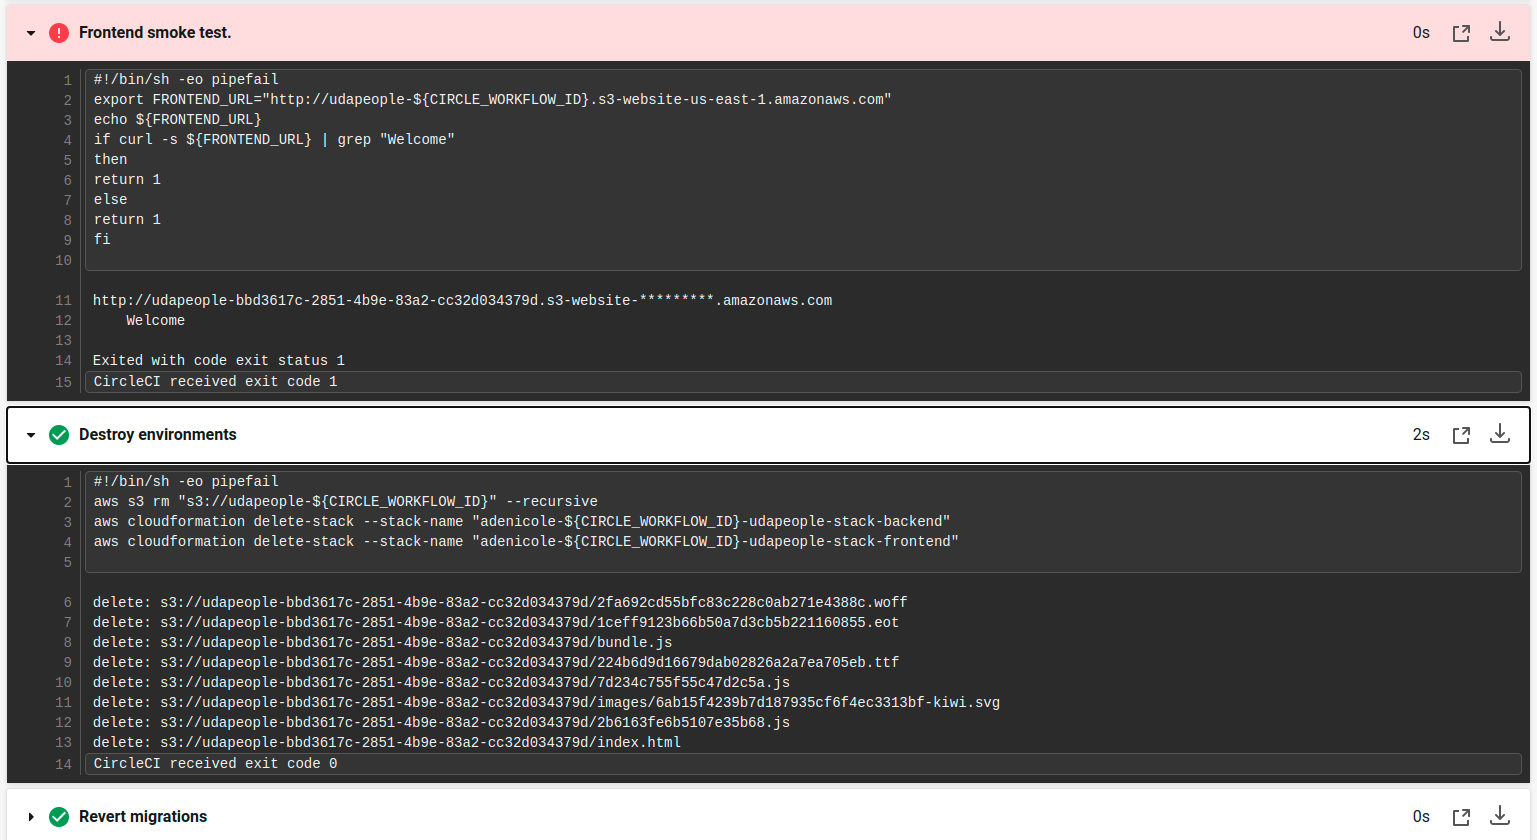 Frontend smoke test. 0s
1 #!/bin/sh -eo pipefail
2 export FRONTEND_URL="http://udapeople-${CIRCLE_WORKFLOW_ID}.s3-website-us-east-1.amazonaws.com"
3 echo ${FRONTEND_URL}
4 if curl -s ${FRONTEND_URL} | grep "Welcome"
5 then
6 return 1
7 else
8 return 1
9 fi
10
11 http://udapeople-bbd3617c-2851-4b9e-83a2-cc32d034379d.s3-website-*********.amazonaws.com
12 Welcome
13
14 Exited with code exit status 1
15 CircleCI received exit code 1
Destroy environments 2s
1 #!/bin/sh -eo pipefail
2 aws s3 rm "s3://udapeople-${CIRCLE_WORKFLOW_ID}" --recursive
3 aws cloudformation delete-stack --stack-name "adenicole-${CIRCLE_WORKFLOW_ID}-udapeople-stack-backend"
4 aws cloudformation delete-stack --stack-name "adenicole-${CIRCLE_WORKFLOW_ID}-udapeople-stack-frontend"
5
6 delete: s3://udapeople-bbd3617c-2851-4b9e-83a2-cc32d034379d/2fa692cd55bfc83c228c0ab271e4388c.woff
7 delete: s3://udapeople-bbd3617c-2851-4b9e-83a2-cc32d034379d/1ceff9123b66b50a7d3cb5b221160855.eot
8 delete: s3://udapeople-bbd3617c-2851-4b9e-83a2-cc32d034379d/bundle.js
9 delete: s3://udapeople-bbd3617c-2851-4b9e-83a2-cc32d034379d/224b6d9d16679dab02826a2a7ea705eb.ttf
10 delete: s3://udapeople-bbd3617c-2851-4b9e-83a2-cc32d034379d/7d234c755f55c47d2c5a.js
11 delete: s3://udapeople-bbd3617c-2851-4b9e-83a2-cc32d034379d/images/6ab15f4239b7d187935cf6f4ec3313bf-kiwi.svg
12 delete: s3://udapeople-bbd3617c-2851-4b9e-83a2-cc32d034379d/2b6163fe6b5107e35b68.js
13 delete: s3://udapeople-bbd3617c-2851-4b9e-83a2-cc32d034379d/index.html
14 CircleCI received exit code 0
Revert migrations 0s